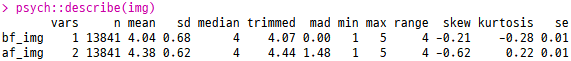 > psych::describe(img)
vars n mean sd median trimmed mad min max range skew kurtosis se
bf_img 1 13841 4.04 0.68 4 4.07 0.00 1 5 4 -0.21 -0.28 0.01
af_img 2 13841 4.38 0.62 4 4.44 1.48 1 5 4 -0.62 0.22 0.01